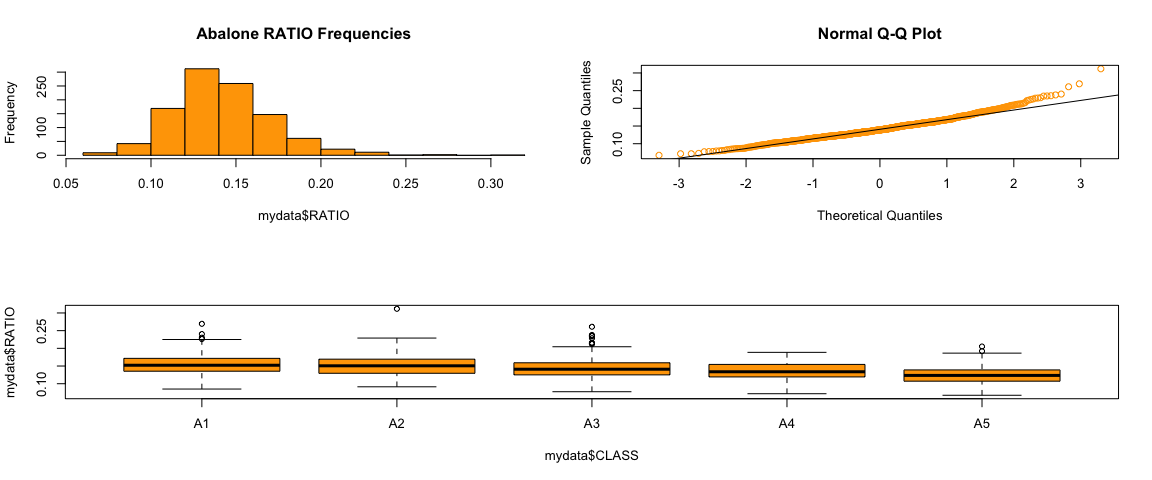 Abalone RATIO Frequencies
Frequency
0 100 250
0.05 0.10 0.15 0.20 0.25 0.30
mydata$RATIO
Normal Q-Q Plot
Sample Quantiles
0.10 0.25
-3 -2 -1 0 1 2 3
Theoretical Quantiles
mydata$RATIO
0.10 0.25
A1 A2 A3 A4 A5
mydata$CLASS